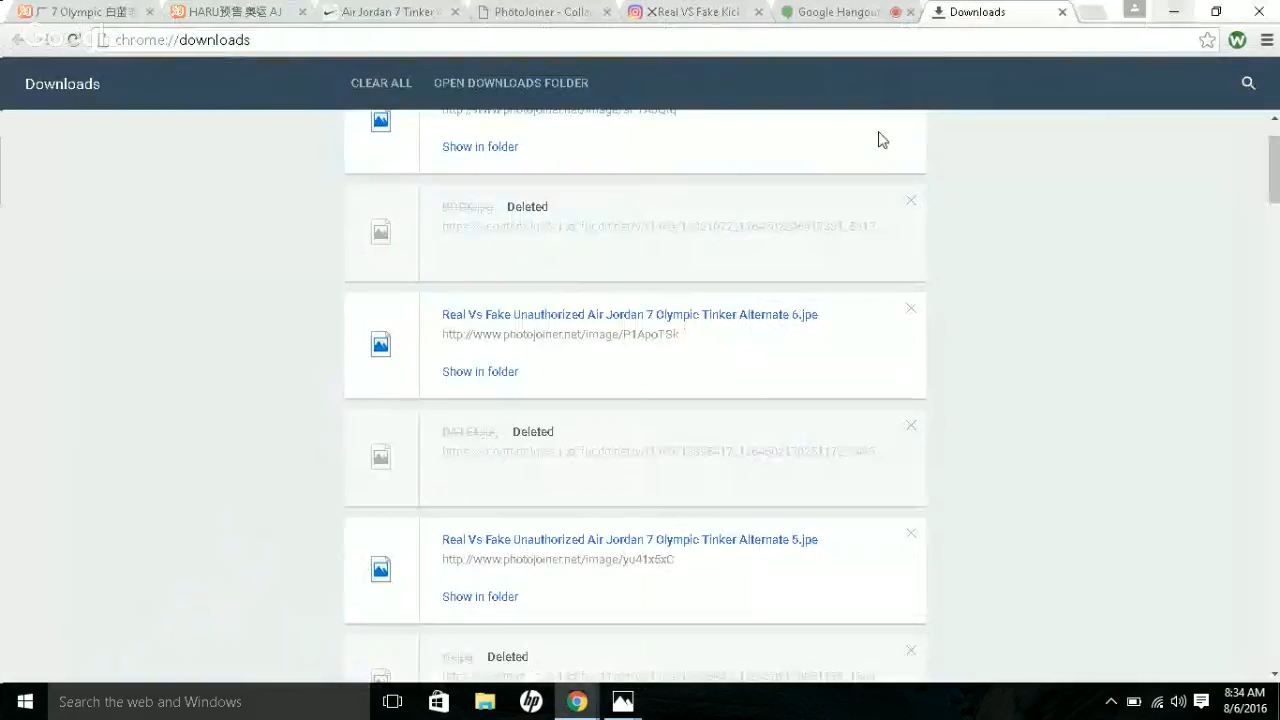 7 Olympic 白蓝
HARU预售 奥运 AJ
Air Jordan 7 Tinker
PhotoJoiner - Colla
✕Real VS Fake Kici
Google Hangout
Downloads
chrome://downloads
Downloads
CLEAR ALL
OPEN DOWNLOADS FOLDER
Show in folder
Deleted
Real Vs Fake Unauthorized Air Jordan 7 Olympic Tinker Alternate 6.jpe
http://www.photojoiner.net/image/P1ApoTSk
Show in folder
Deleted
Real Vs Fake Unauthorized Air Jordan 7 Olympic Tinker Alternate 5.jpe
http://www.photojoiner.net/image/yu41x5xC
Show in folder
Deleted
Search the web and Windows
hp
8:34 AM
8/6/2016